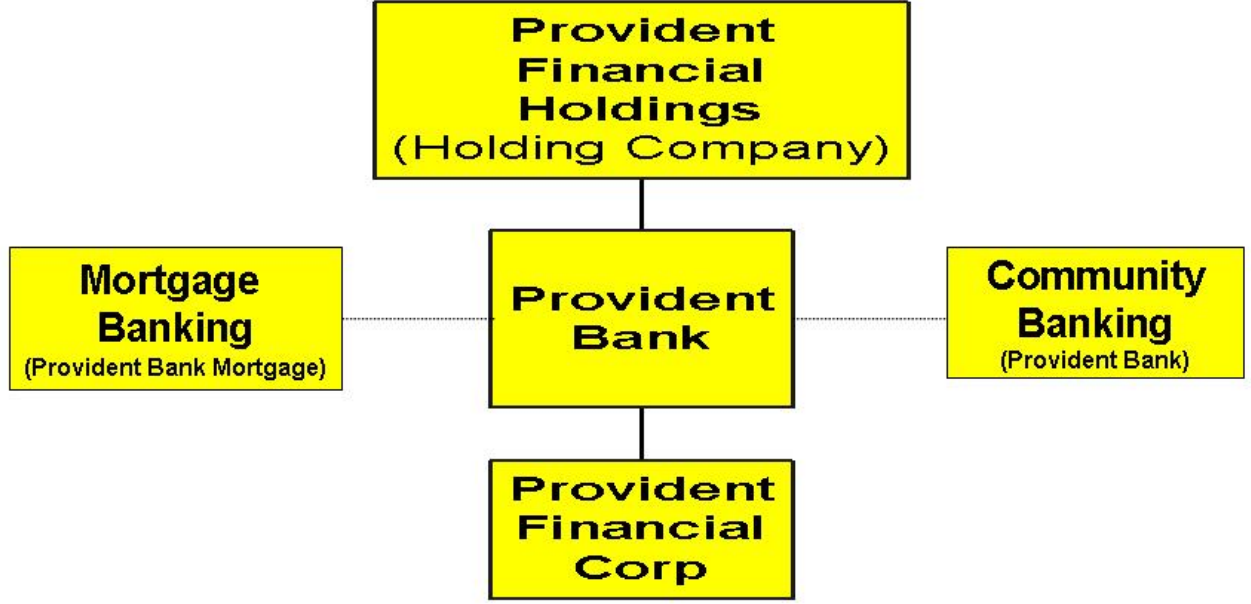 Provident
Financial
Holdings
(Holding Company)
Mortgage
Banking
(Provident Bank Mortgage)
Provident
Bank
Community
Banking
(Provident Bank)
Provident
Financial
Corp